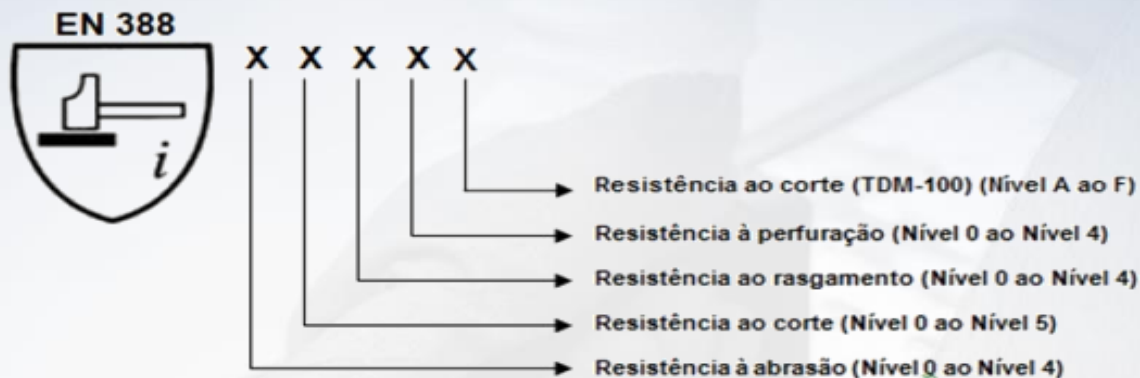 EN 388
X X X X X
i
Resistência ao corte (TDM-100) (Nível A ao F)
Resistência à perfuração (Nível 0 ao Nível 4)
Resistência ao rasgamento (Nível 0 ao Nível 4)
Resistência ao corte (Nível 0 ao Nível 5)
Resistência à abrasão (Nível 0 ao Nível 4)